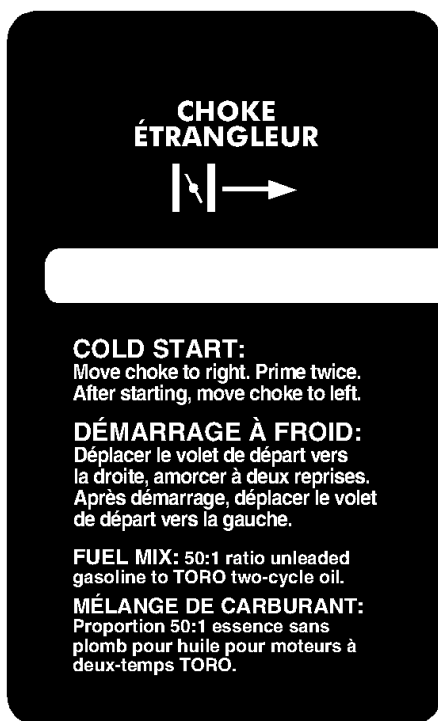 CHOKE
ÉTRANGLEUR
COLD START:
Move choke to right. Prime twice.
After starting, move choke to left.
DÉMARRAGE À FROID:
Déplacer le volet de départ vers
la droite, amorcer à deux reprises.
Après démarrage, déplacer le volet
de départ vers la gauche.
FUEL MIX: 50:1 ratio unleaded
gasoline to TORO two-cycle oil.
MÉLANGE DE CARBURANT:
Proportion 50:1 essence sans
plomb pour huile pour moteurs à
deux-temps TORO.